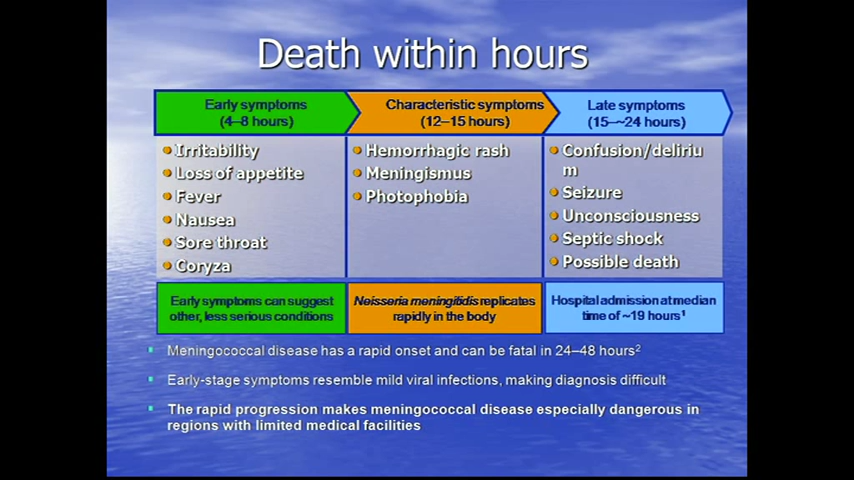 Death within hours
Early symptoms
(4–8 hours)
Characteristic symptoms
(12–15 hours)
Late symptoms
(15–~24 hours)
Irritability
Loss of appetite
Fever
Nausea
Sore throat
Coryza
Hemorrhagic rash
Meningismus
Photophobia
Confusion/deliriu
m
Seizure
Unconsciousness
Septic shock
Possible death
Early symptoms can suggest
other, less serious conditions
Neisseria meningitidis replicates
rapidly in the body
Hospital admission at median
time of ~19 hours¹
Meningococcal disease has a rapid onset and can be fatal in 24–48 hours²
Early-stage symptoms resemble mild viral infections, making diagnosis difficult
The rapid progression makes meningococcal disease especially dangerous in
regions with limited medical facilities